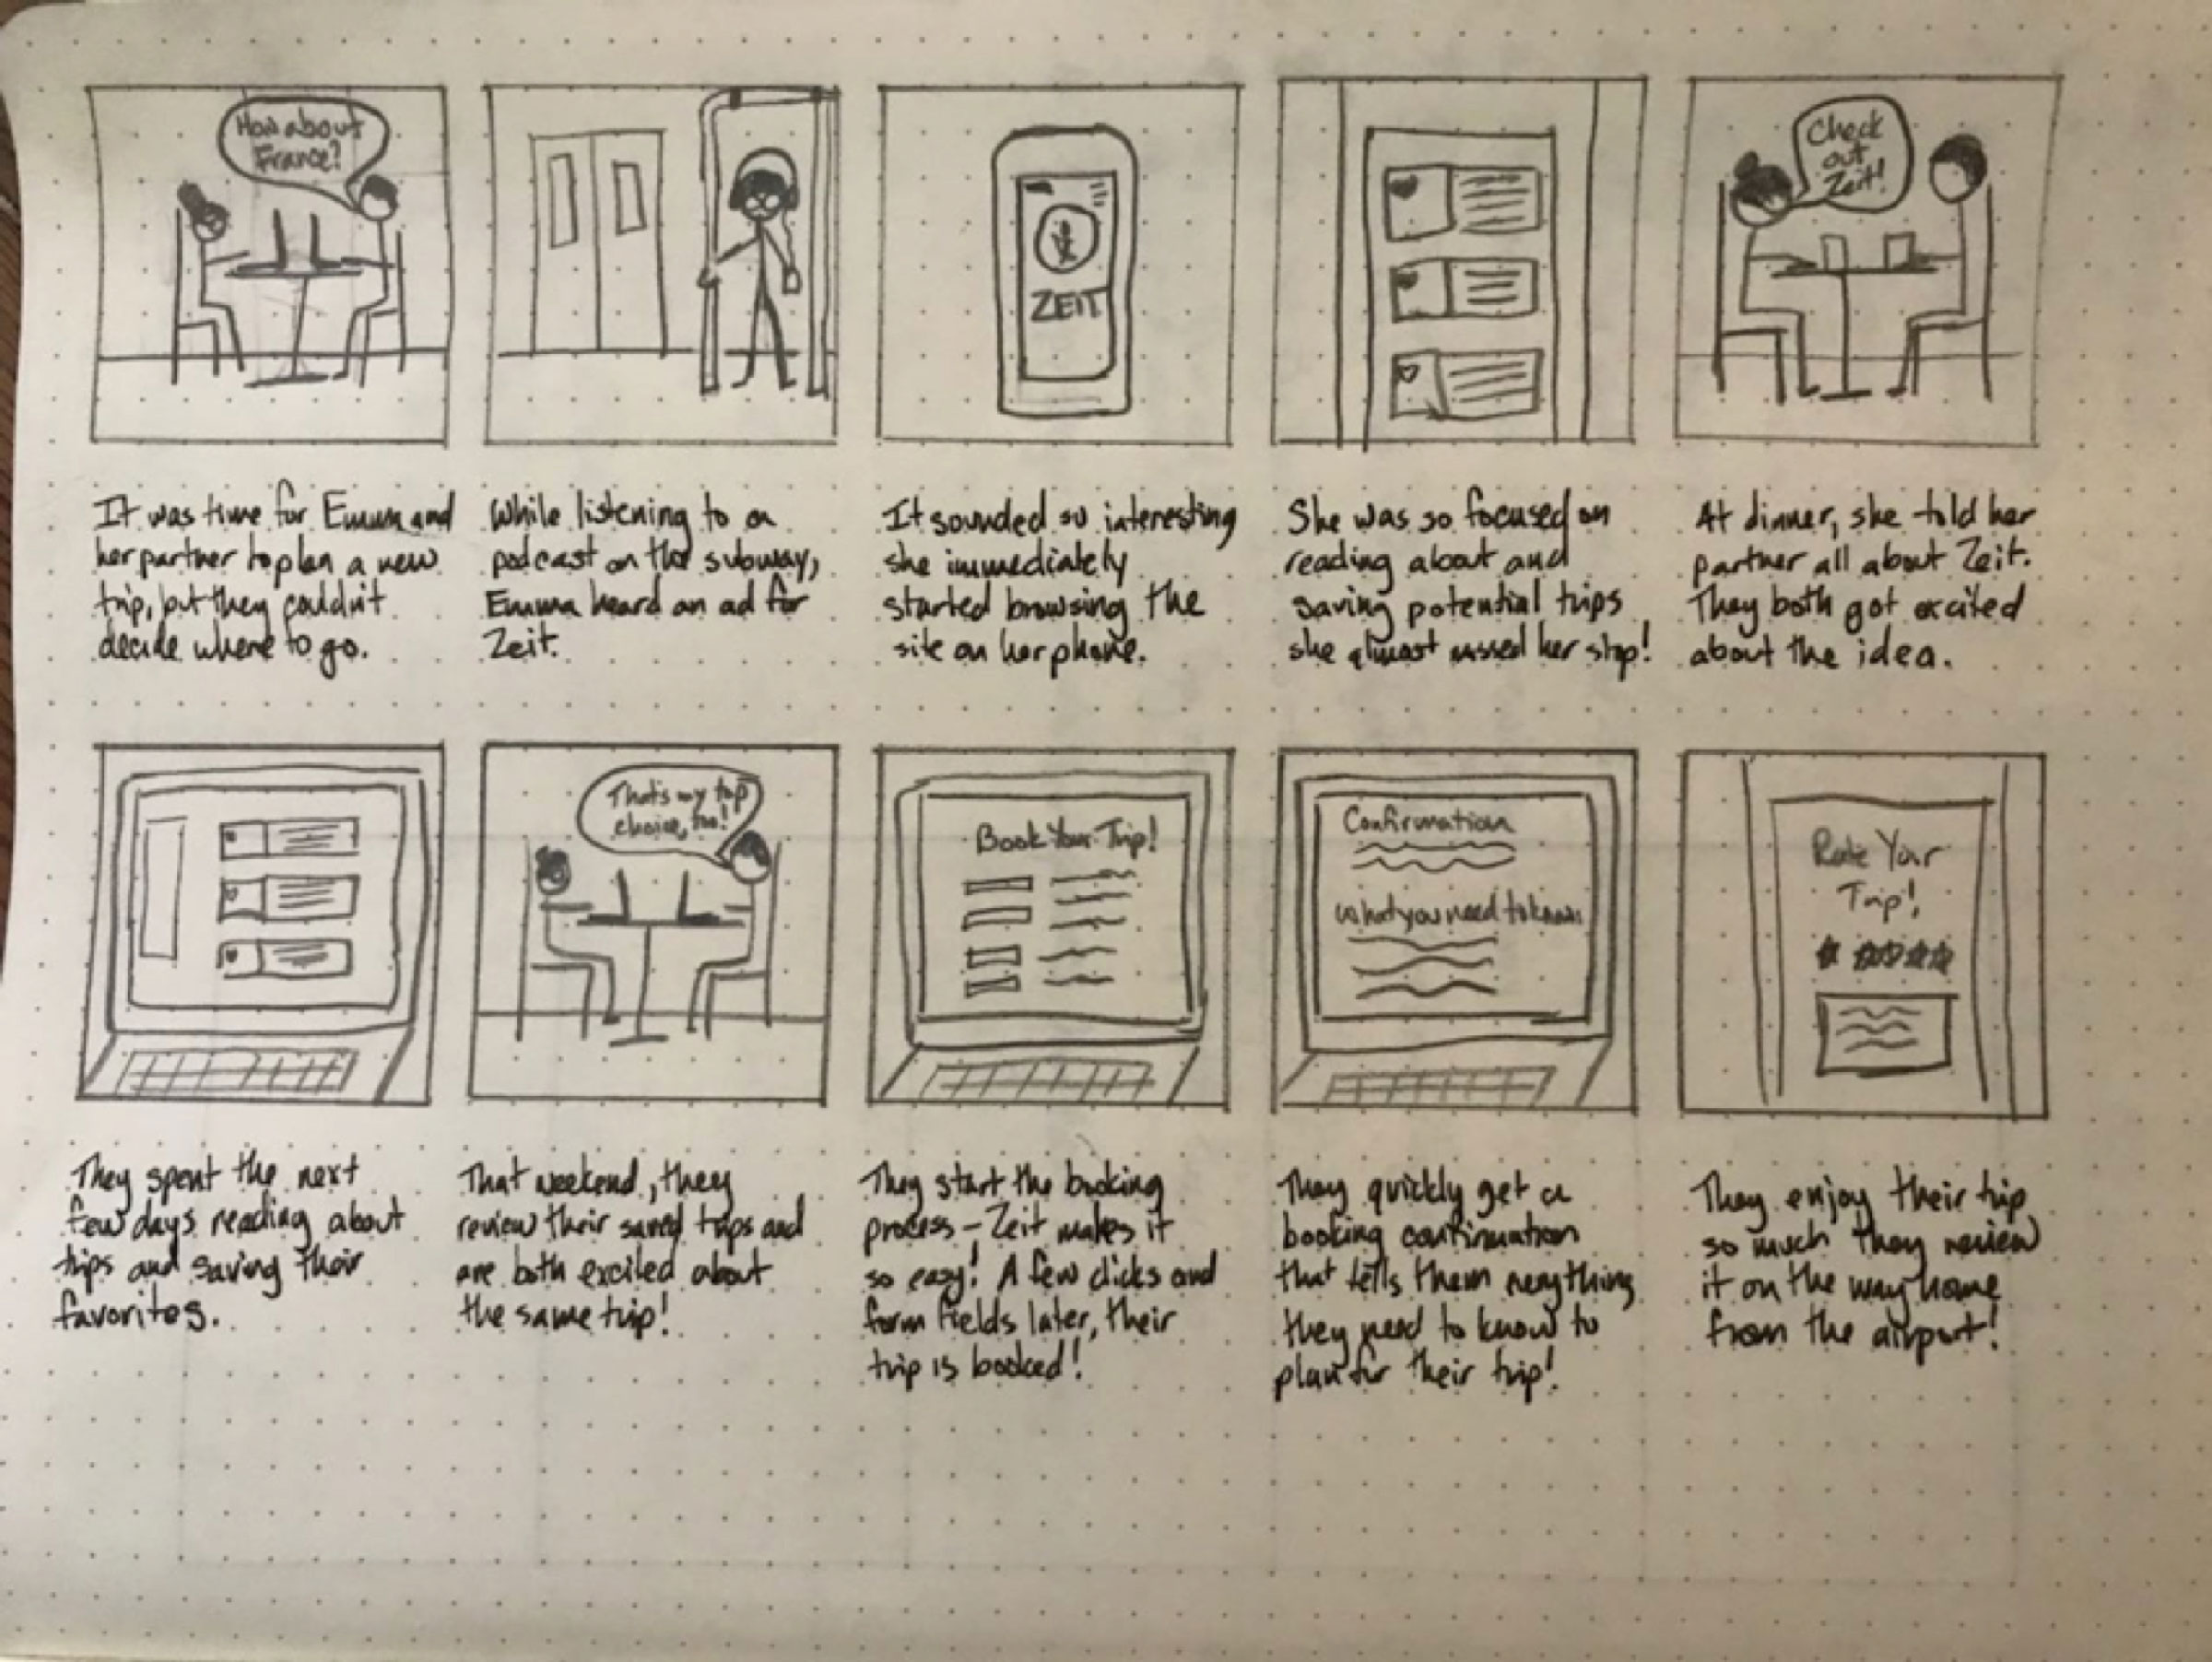 How about
France?
ZEIT
Check
out
Zeit!
It was time for Emma and
her partner to plan a new
trip, but they couldn't
decide where to go.
While listening to a
podcast on the subway,
Emma heard an ad for
Zeit.
It sounded so interesting
she immediately
started browsing the
site on her phone.
She was so focused on
reading about and
saving potential trips
she almost missed her stop!
At dinner, she told her
partner all about Zeit.
They both got excited
about the idea.
That's my top
choice, too!
Book Your Trip!
Confirmation
What you need to know:
Rate Your
Trip!
They spent the next
few days reading about
trips and saving their
favorites.
That weekend, they
review their saved trips and
are both excited about
the same trip!
They start the booking
process - Zeit makes it
so easy! A few clicks and
form fields later, their
trip is booked!
They quickly get a
booking confirmation
that tells them everything
they need to know to
plan for their trip!
They enjoy their trip
so much they review
it on the way home
from the airport!